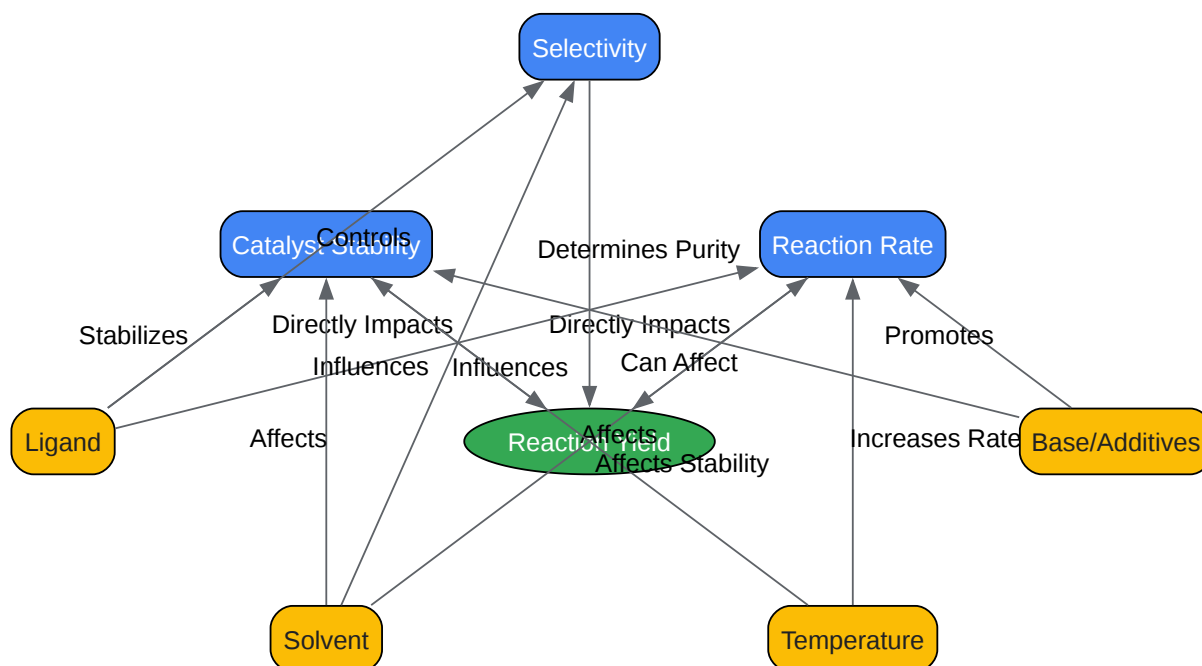 Selectivity
Catalyst Stability
Controls
Determines Purity
Reaction Rate
Stabilizes
Directly Impacts
Directly Impacts
Promotes
Influences
Influences
Can Affect
Ligand
Affects
Reaction Yield
Affects
Increases Rate
Base/Additives
Affects Stability
Solvent
Temperature